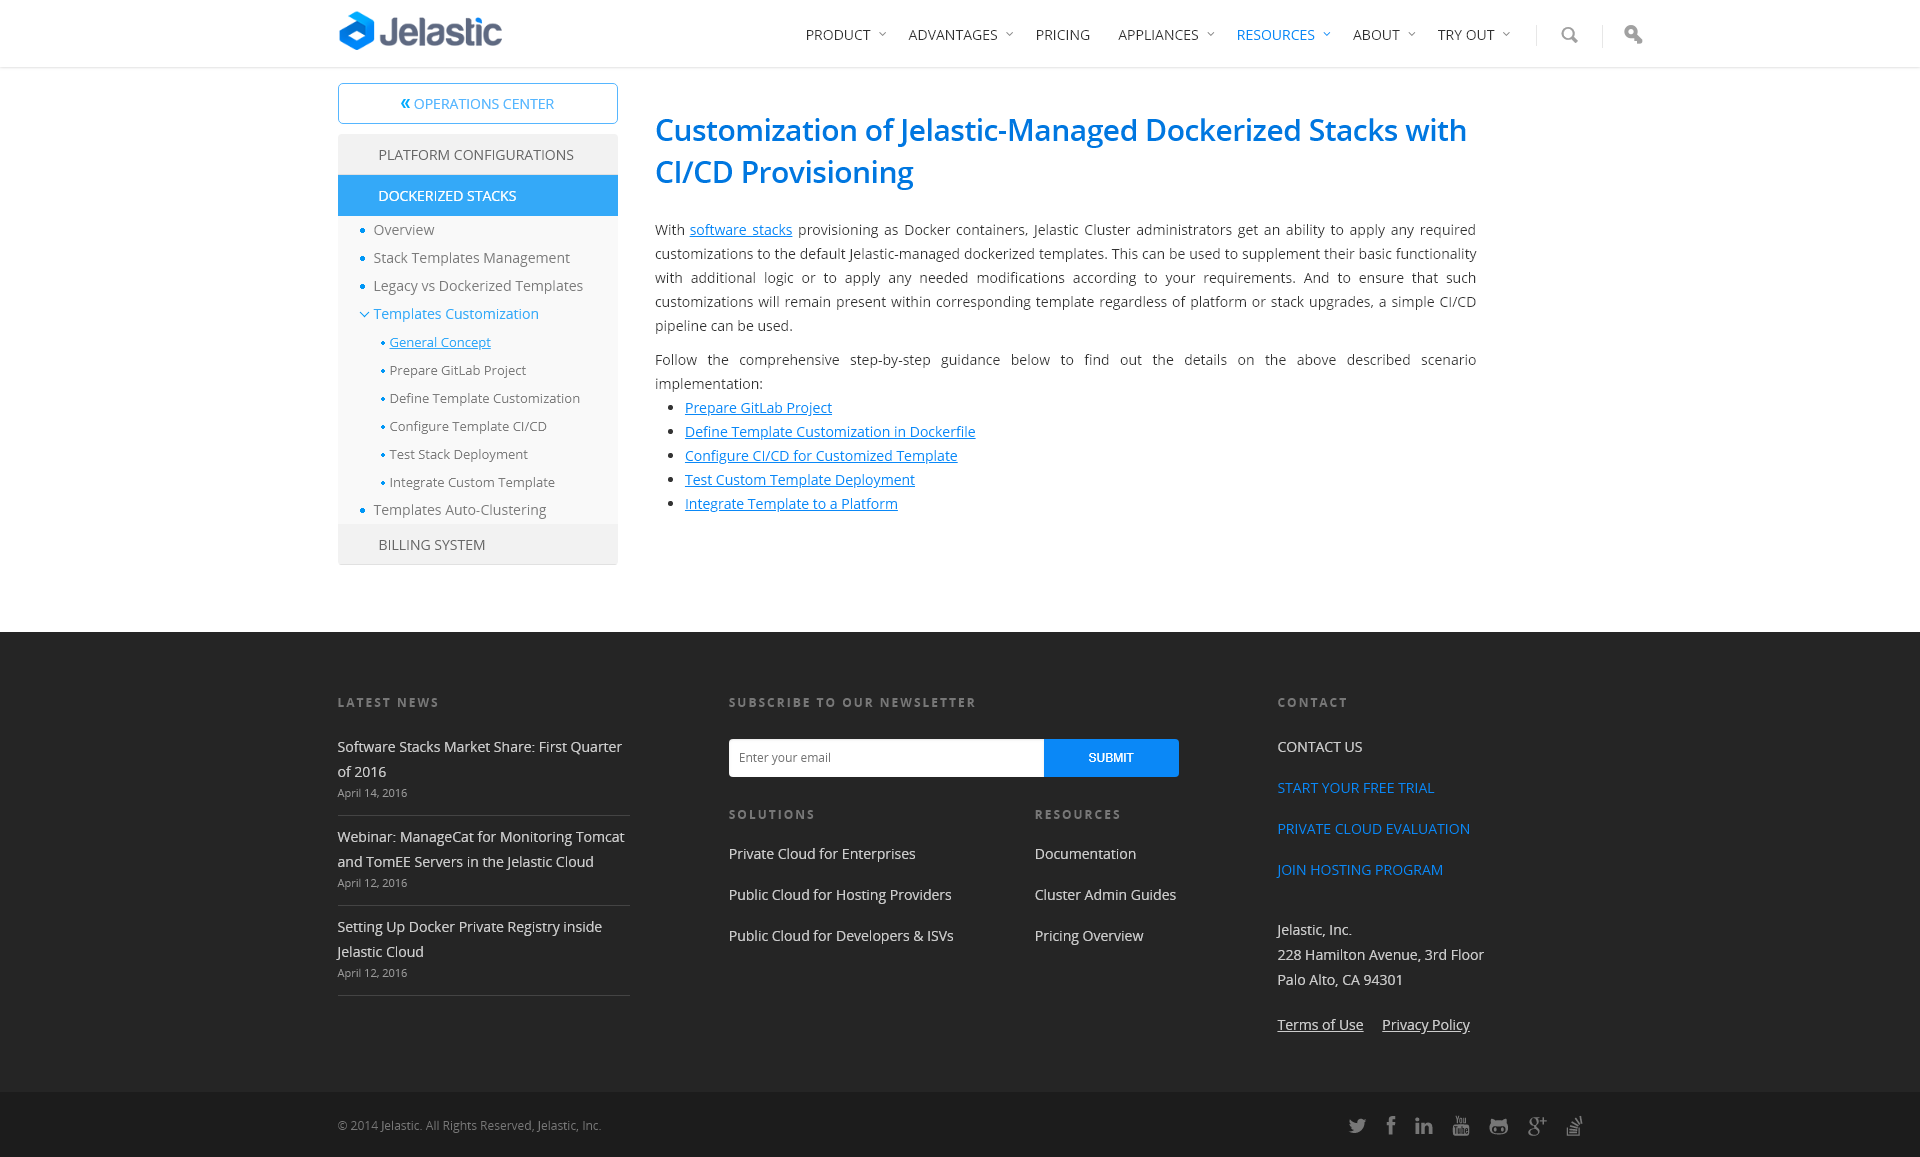 Jelastic
PRODUCT ADVANTAGES PRICING APPLIANCES RESOURCES ABOUT TRY OUT
« OPERATIONS CENTER
PLATFORM CONFIGURATIONS
DOCKERIZED STACKS
Overview
Stack Templates Management
Legacy vs Dockerized Templates
Templates Customization
General Concept
Prepare GitLab Project
Define Template Customization
Configure Template CI/CD
Test Stack Deployment
Integrate Custom Template
Templates Auto-Clustering
BILLING SYSTEM
Customization of Jelastic-Managed Dockerized Stacks with
CI/CD Provisioning
With software stacks provisioning as Docker containers, Jelastic Cluster administrators get an ability to apply any required
customizations to the default Jelastic-managed dockerized templates. This can be used to supplement their basic functionality
with additional logic or to apply any needed modifications according to your requirements. And to ensure that such
customizations will remain present within corresponding template regardless of platform or stack upgrades, a simple CI/CD
pipeline can be used.
Follow the comprehensive step-by-step guidance below to find out the details on the above described scenario
implementation:
Prepare GitLab Project
Define Template Customization in Dockerfile
Configure CI/CD for Customized Template
Test Custom Template Deployment
Integrate Template to a Platform
LATEST NEWS
Software Stacks Market Share: First Quarter
of 2016
April 14, 2016
Webinar: ManageCat for Monitoring Tomcat
and TomEE Servers in the Jelastic Cloud
April 12, 2016
Setting Up Docker Private Registry inside
Jelastic Cloud
April 12, 2016
SUBSCRIBE TO OUR NEWSLETTER
Enter your email SUBMIT
SOLUTIONS
Private Cloud for Enterprises
Public Cloud for Hosting Providers
Public Cloud for Developers & ISVs
RESOURCES
Documentation
Cluster Admin Guides
Pricing Overview
CONTACT
CONTACT US
START YOUR FREE TRIAL
PRIVATE CLOUD EVALUATION
JOIN HOSTING PROGRAM
Jelastic, Inc.
228 Hamilton Avenue, 3rd Floor
Palo Alto, CA 94301
Terms of Use Privacy Policy
© 2014 Jelastic. All Rights Reserved, Jelastic, Inc.
You
Tube